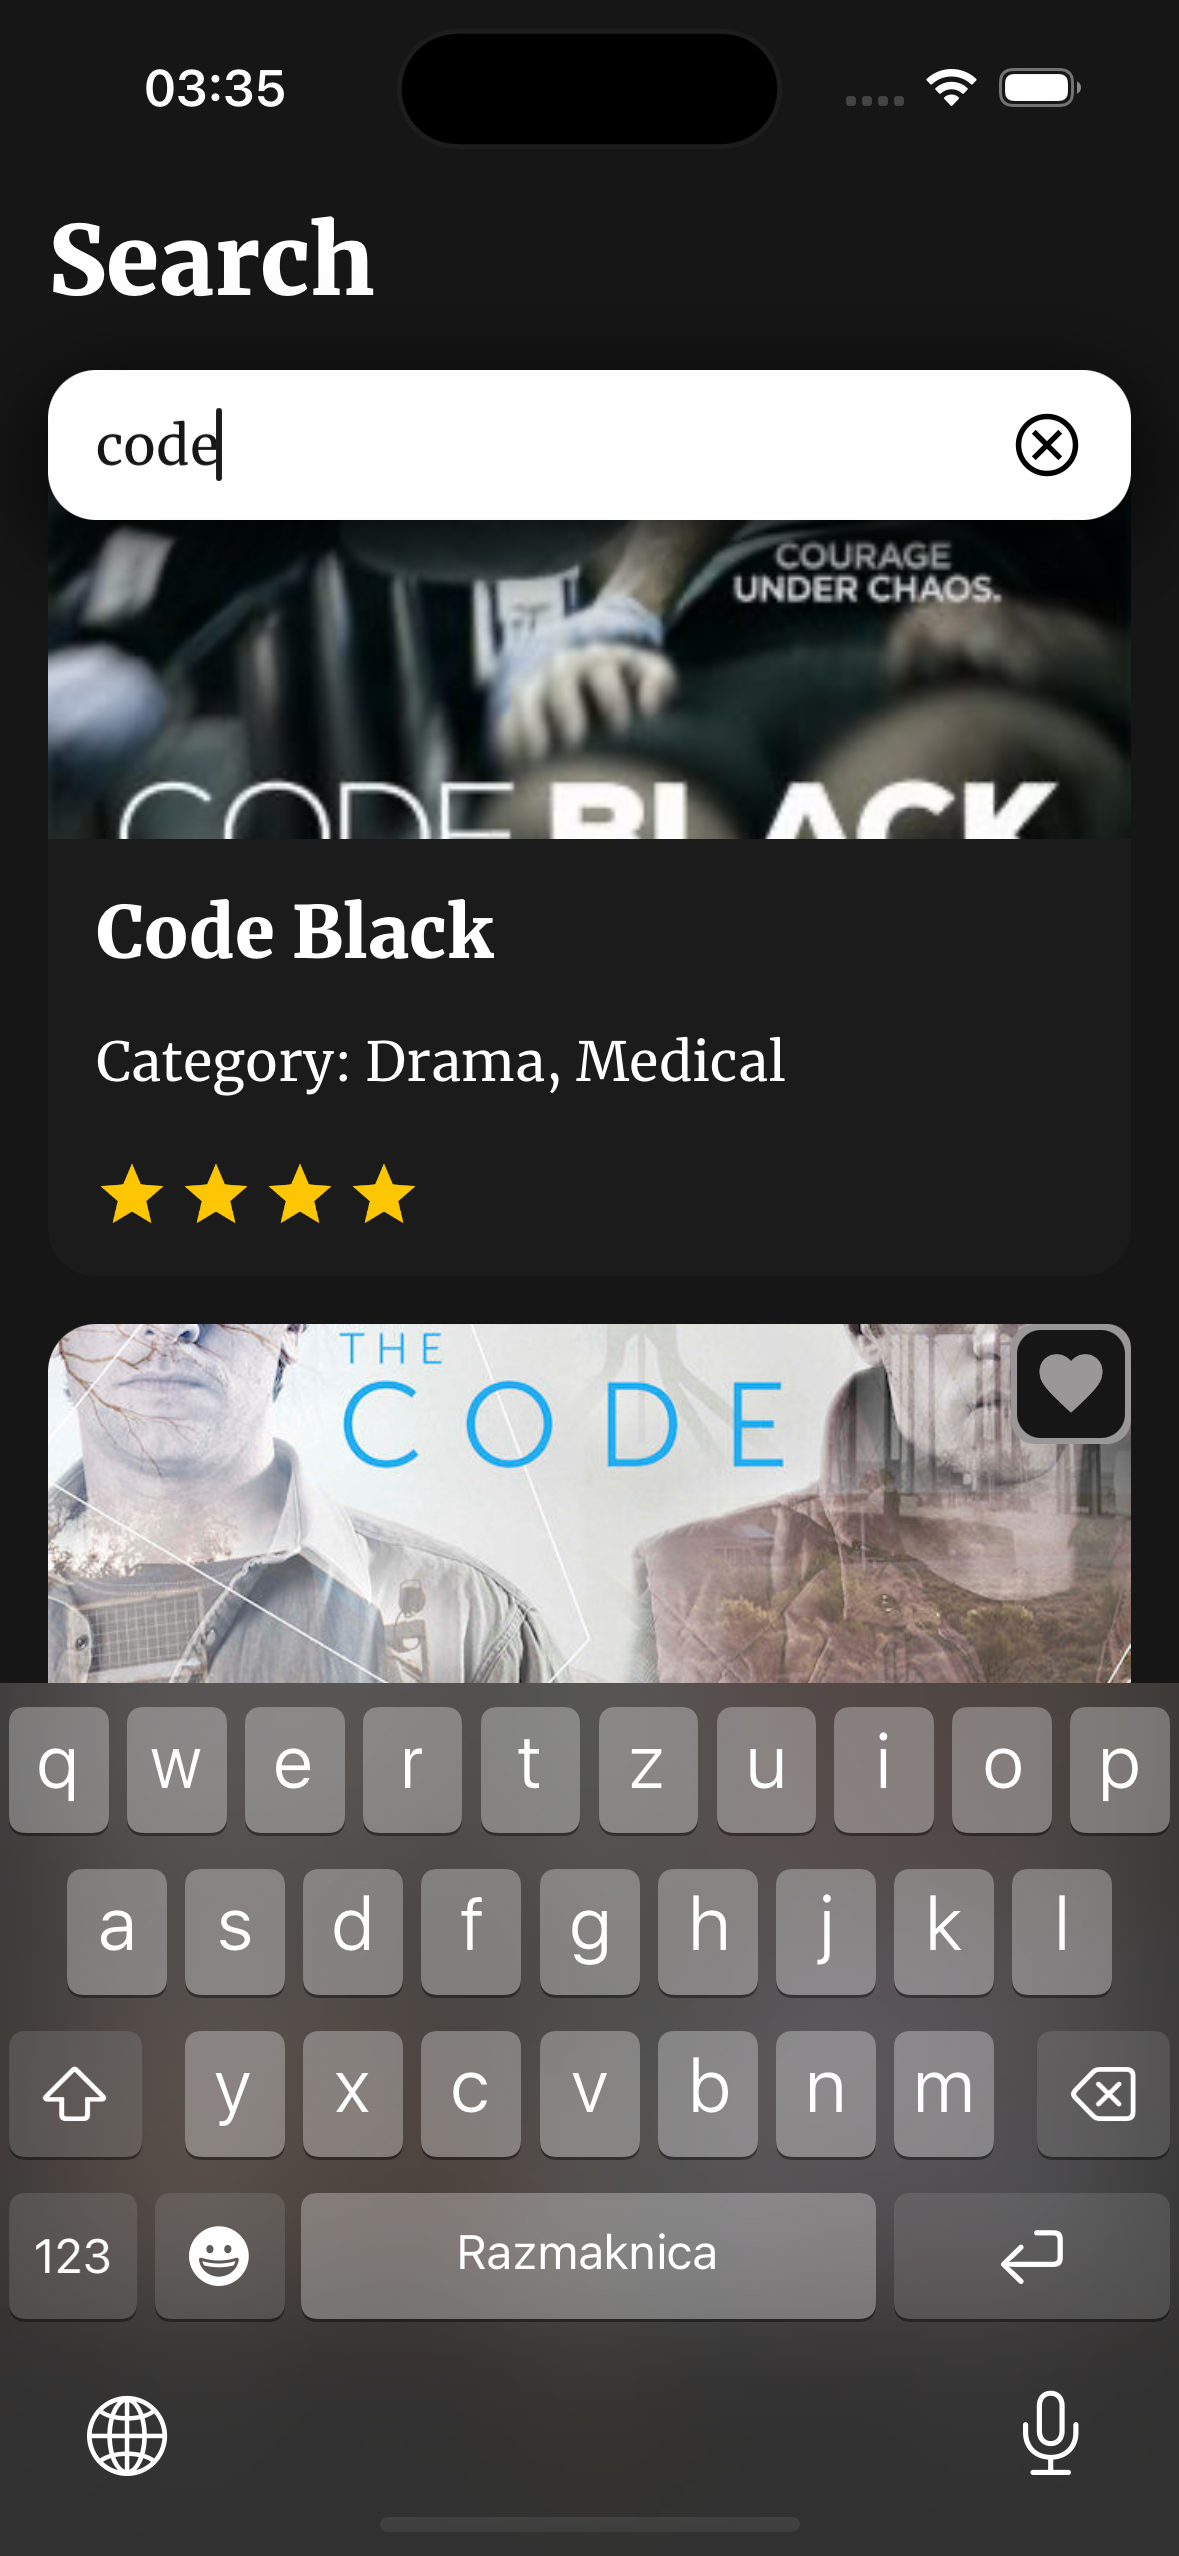 03:35
Search
code
COURAGE
UNDER CHAOS.
CODE BLACK
Code Black
Category: Drama, Medical
THE
CODE
q w e r t z u i o p
a s d f g h j k l
y x c v b n m
123 Razmaknica